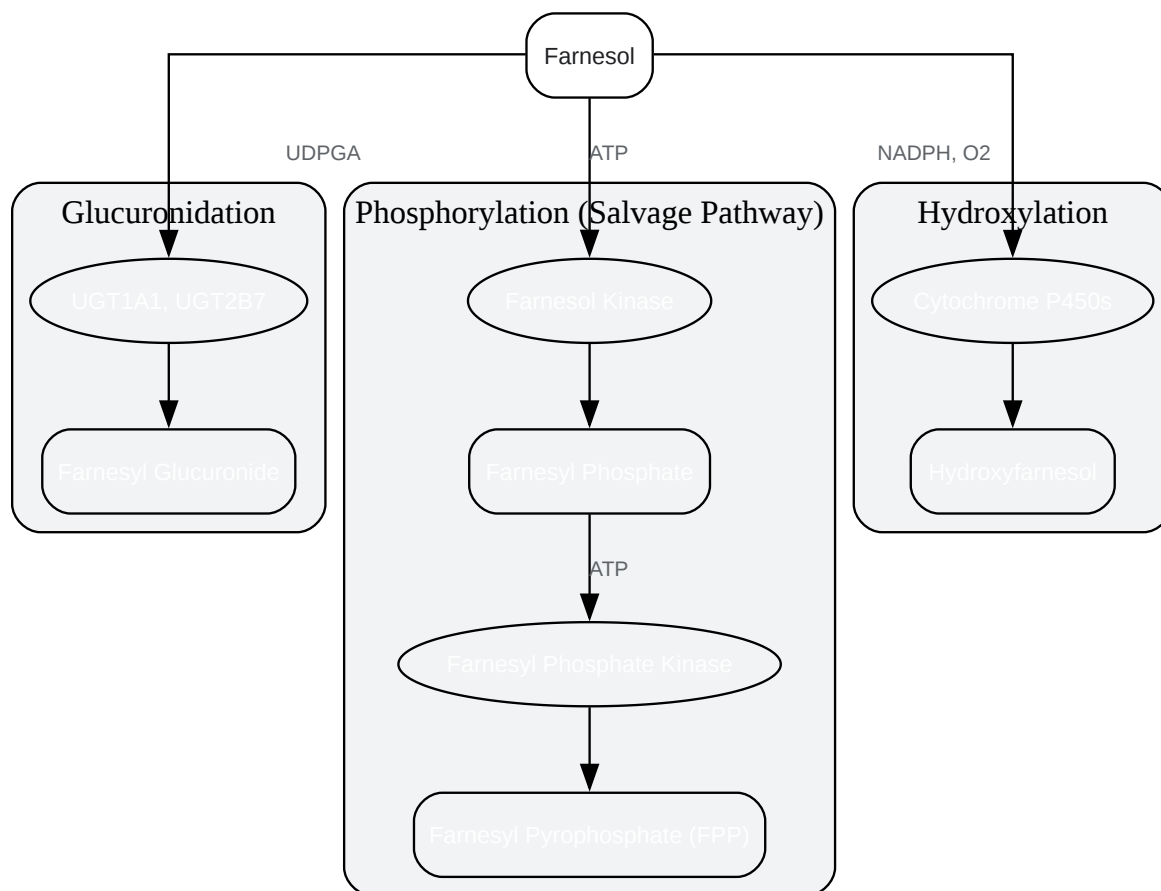 Farnesol
UDPGA
ATP
NADPH, O2
Glucuronidation
Phosphorylation (Salvage Pathway)
Hydroxylation
UGT1A1, UGT2B7
Farnesol Kinase
Cytochrome P450s
Farnesyl Glucuronide
Farnesyl Phosphate
Hydroxyfarnesol
ATP
Farnesyl Phosphate Kinase
Farnesyl Pyrophosphate (FPP)